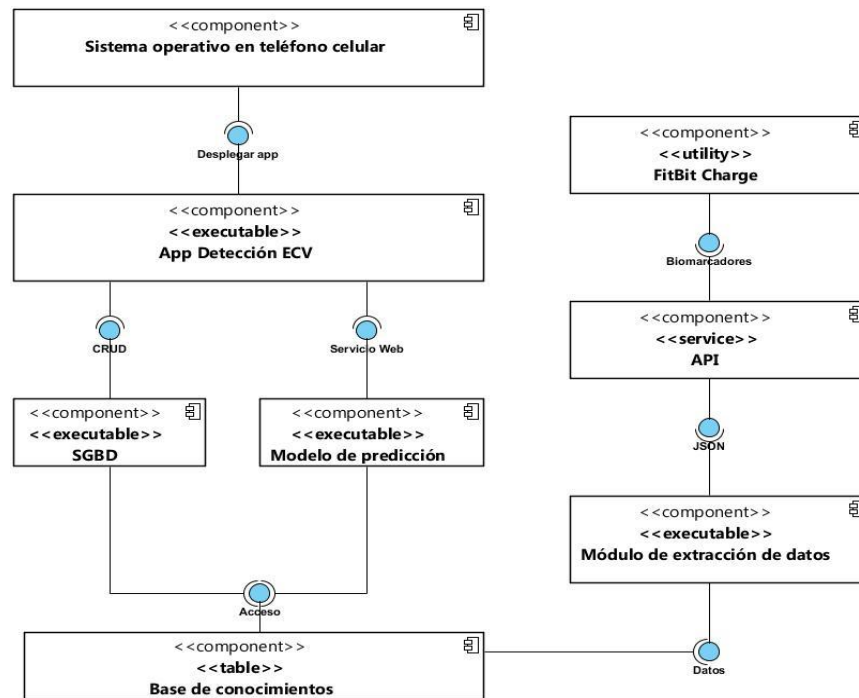 <<component>>
Sistema operativo en teléfono celular
Desplegar app
<<component>>
<<executable>>
App Detección ECV
CRUD
Servicio Web
<<component>>
<<executable>>
SGBD
<<component>>
<<executable>>
Modelo de predicción
Acceso
<<component>>
<<table>>
Base de conocimientos
<<component>>
<<utility>>
FitBit Charge
Biomarcadores
<<component>>
<<service>>
API
JSON
<<component>>
<<executable>>
Módulo de extracción de datos
Datos